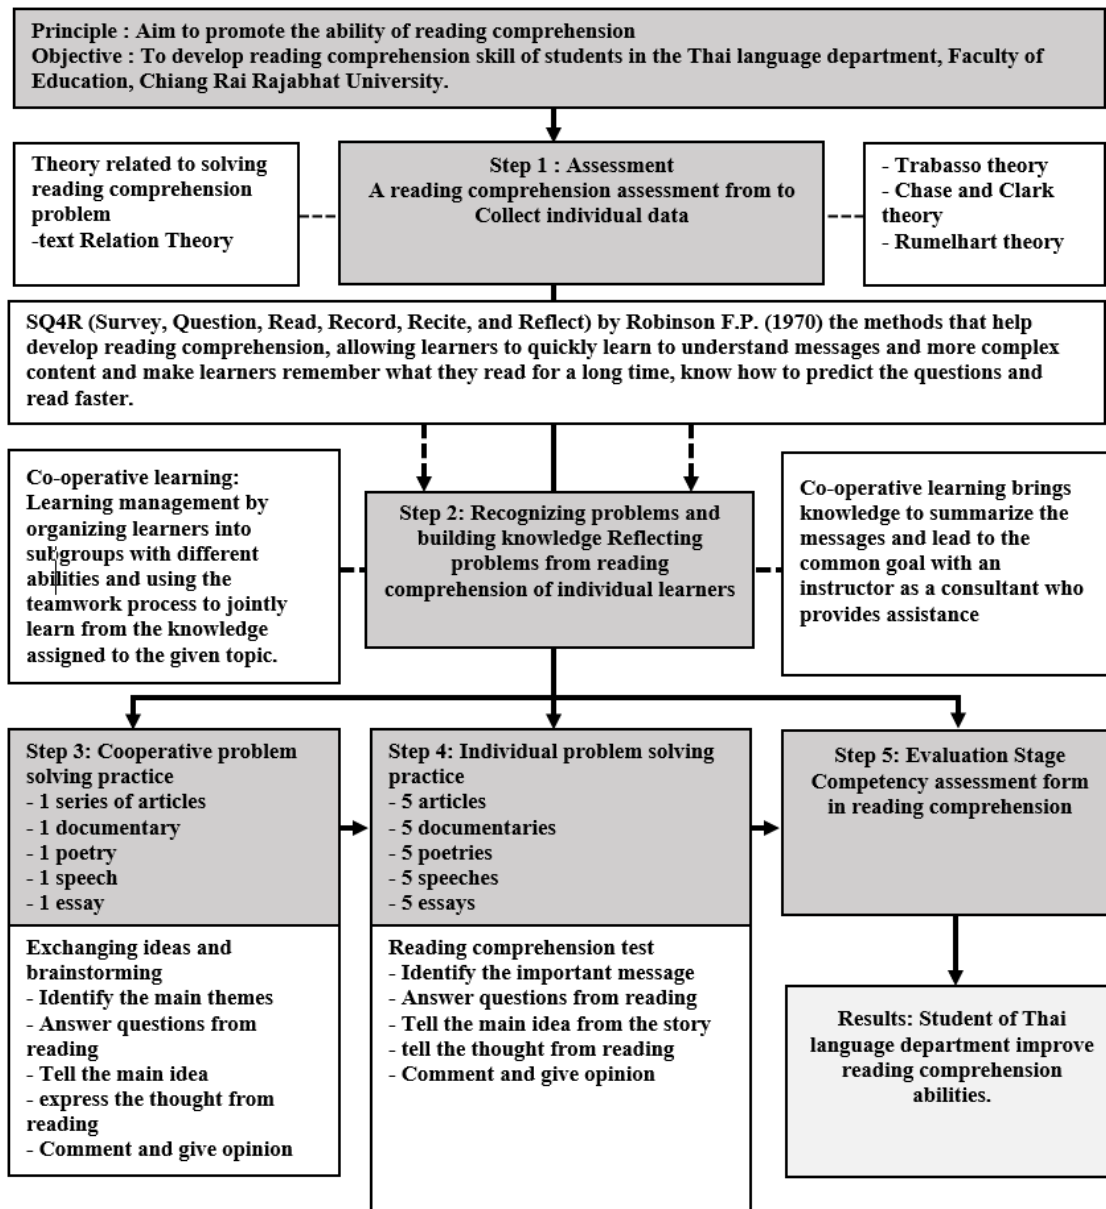 Principle : Aim to promote the ability of reading comprehension
Objective : To develop reading comprehension skill of students in the Thai language department, Faculty of
Education, Chiang Rai Rajabhat University.
Theory related to solving
reading comprehension
problem
-text Relation Theory
Step 1 : Assessment
A reading comprehension assessment from to
Collect individual data
- Trabasso theory
- Chase and Clark
theory
- Rumelhart theory
SQ4R (Survey, Question, Read, Record, Recite, and Reflect) by Robinson F.P. (1970) the methods that help
develop reading comprehension, allowing learners to quickly learn to understand messages and more complex
content and make learners remember what they read for a long time, know how to predict the questions and
read faster.
Co-operative learning:
Learning management by
organizing learners into
subgroups with different
abilities and using the
teamwork process to jointly
learn from the knowledge
assigned to the given topic.
Step 2: Recognizing problems and
building knowledge Reflecting
problems from reading
comprehension of individual learners
Co-operative learning brings
knowledge to summarize the
messages and lead to the
common goal with an
instructor as a consultant who
provides assistance
Step 3: Cooperative problem
solving practice
- 1 series of articles
- 1 documentary
- 1 poetry
- 1 speech
- 1 essay
Exchanging ideas and
brainstorming
- Identify the main themes
- Answer questions from
reading
- Tell the main idea
- express the thought from
reading
- Comment and give opinion
Step 4: Individual problem solving
practice
- 5 articles
- 5 documentaries
- 5 poetries
- 5 speeches
- 5 essays
Reading comprehension test
- Identify the important message
- Answer questions from reading
- Tell the main idea from the story
- tell the thought from reading
- Comment and give opinion
Step 5: Evaluation Stage
Competency assessment form
in reading comprehension
Results: Student of Thai
language department improve
reading comprehension
abilities.